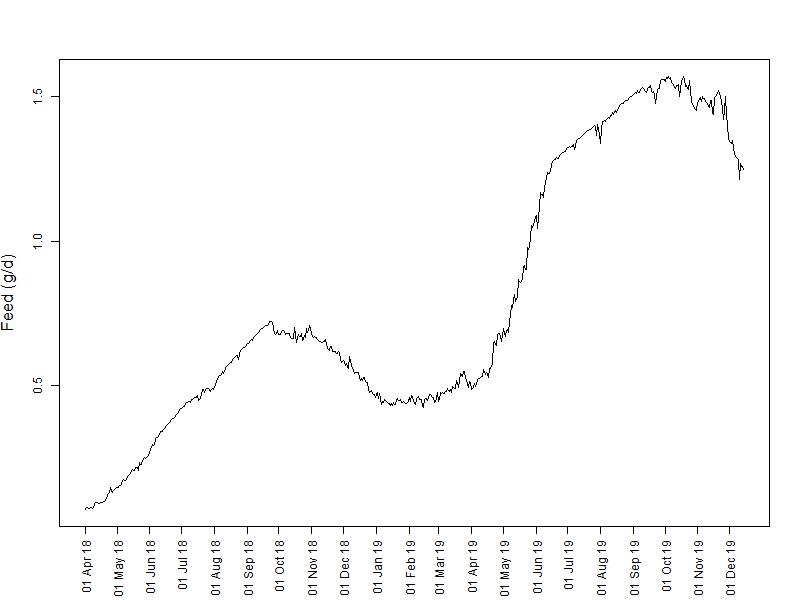 Feed (g/d)
1.5
1.0
0.5
01 Apr 18
01 May 18
01 Jun 18
01 Jul 18
01 Aug 18
01 Sep 18
01 Oct 18
01 Nov 18
01 Dec 18
01 Jan 19
01 Feb 19
01 Mar 19
01 Apr 19
01 May 19
01 Jun 19
01 Jul 19
01 Aug 19
01 Sep 19
01 Oct 19
01 Nov 19
01 Dec 19